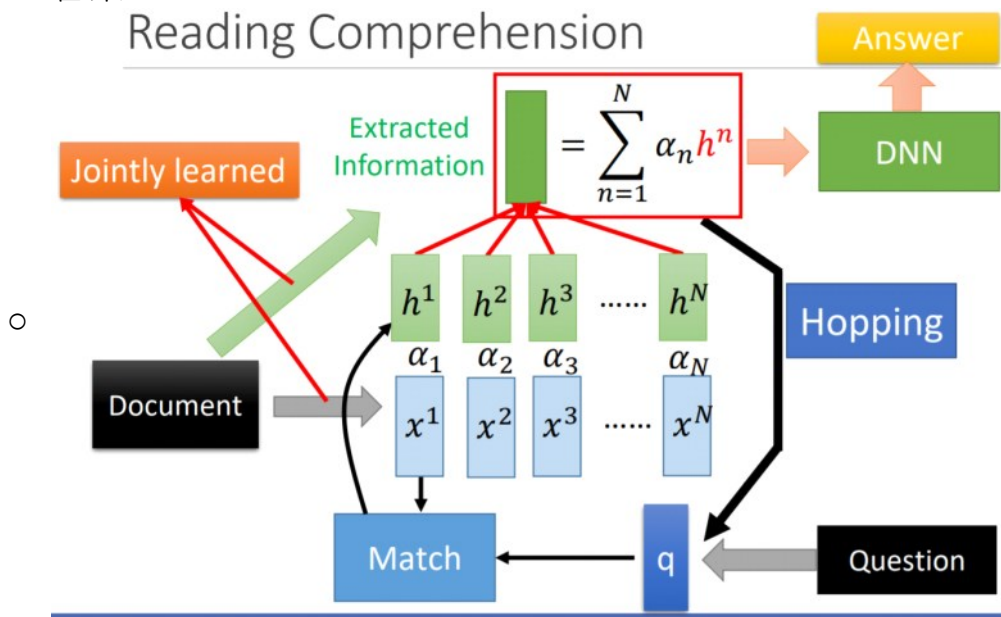 Reading Comprehension
Answer
Extracted
Information
= \sum_{n=1}^{N} α_n h^n
DNN
Jointly learned
h^1 h^2 h^3 …… h^N
Hopping
α_1 α_2 α_3 α_N
Document
x^1 x^2 x^3 …… x^N
Match
q
Question